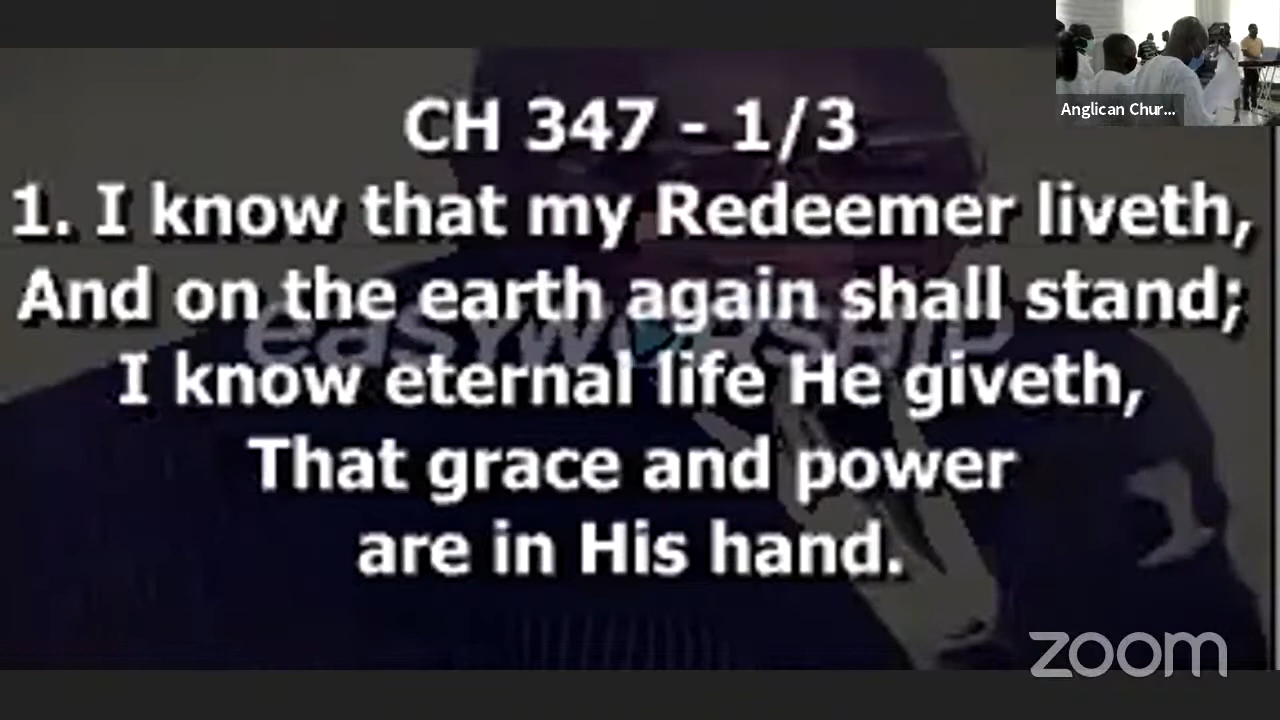 Anglican Chur...
CH 347 - 1/3
1. I know that my Redeemer liveth,
And on the earth again shall stand;
easyworship
I know eternal life He giveth,
That grace and power
are in His hand.
zoom